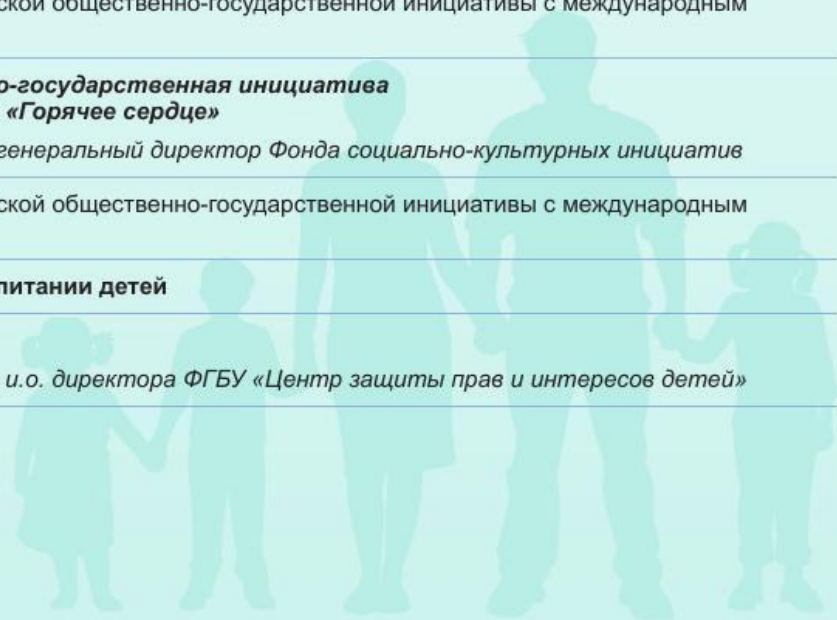 ской общественно-государственной инициативы с международным
о-государственная инициатива
«Горячее сердце»
генеральный директор Фонда социально-культурных инициатив
ской общественно-государственной инициативы с международным
питании детей
и.о. директора ФГБУ «Центр защиты прав и интересов детей»